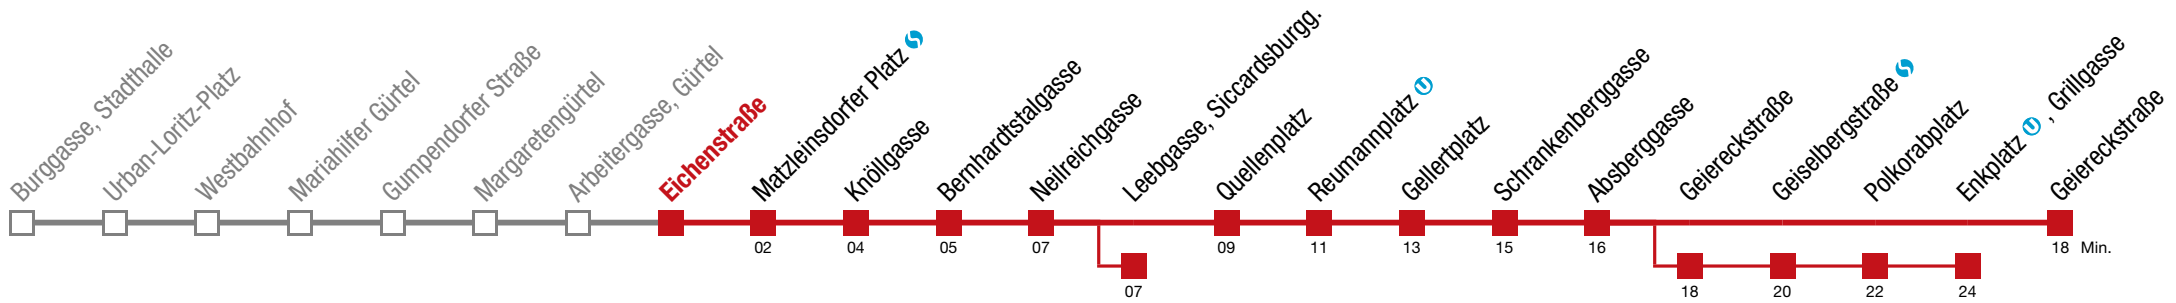 Burggasse, Stadthalle
Urban-Loritz-Platz
Westbahnhof
Mariahilfer Gürtel
Gumpendorfer Straße
Margaretengürtel
Arbeitergasse, Gürtel
Eichenstraße
Matzleinsdorfer Platz S
Knöllgasse
Bernhardtstalgasse
Neilreichgasse
Leebgasse, Siccardsburgg.
Quellenplatz
Reumannplatz U
Gellertplatz
Schrankenberggasse
Absberggasse
Geiereckstraße
Geiselbergstraße S
Polkorabplatz
Enkplatz U , Grillgasse
Geiereckstraße
02 04 05 07 09 11 13 15 16 18 Min.
07 18 20 22 24